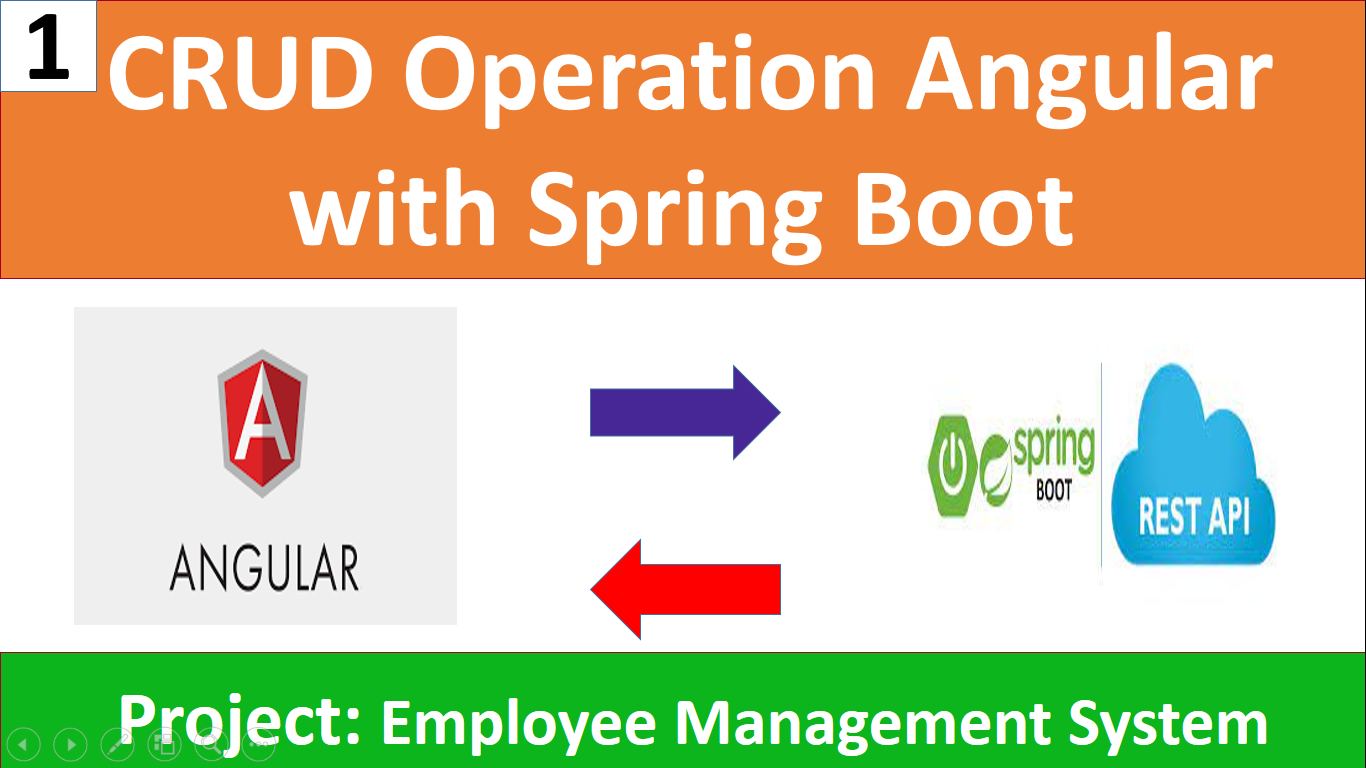 1
CRUD Operation Angular
with Spring Boot
ANGULAR
spring
BOOT
REST API
Project: Employee Management System